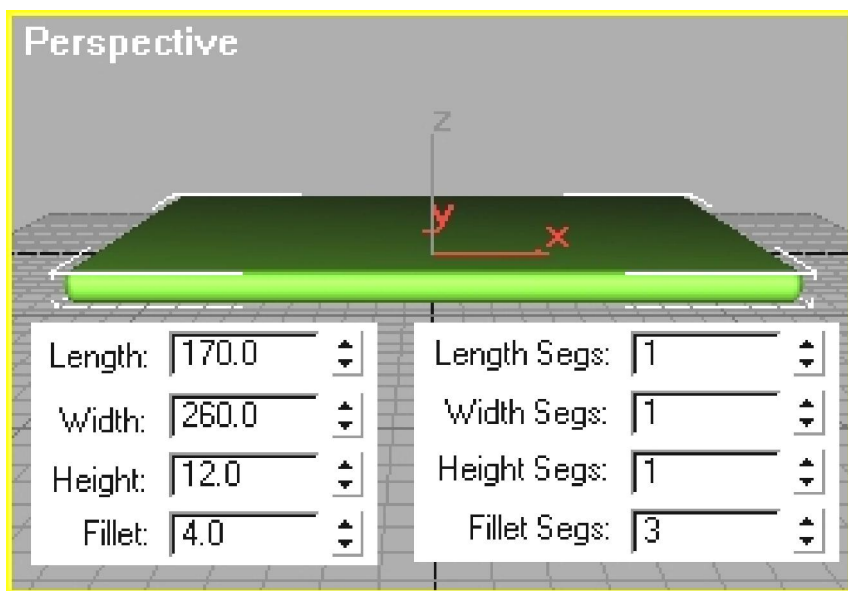 Perspective
z
y
x
Length: 170.0
Width: 260.0
Height: 12.0
Fillet: 4.0
Length Segs: 1
Width Segs: 1
Height Segs: 1
Fillet Segs: 3